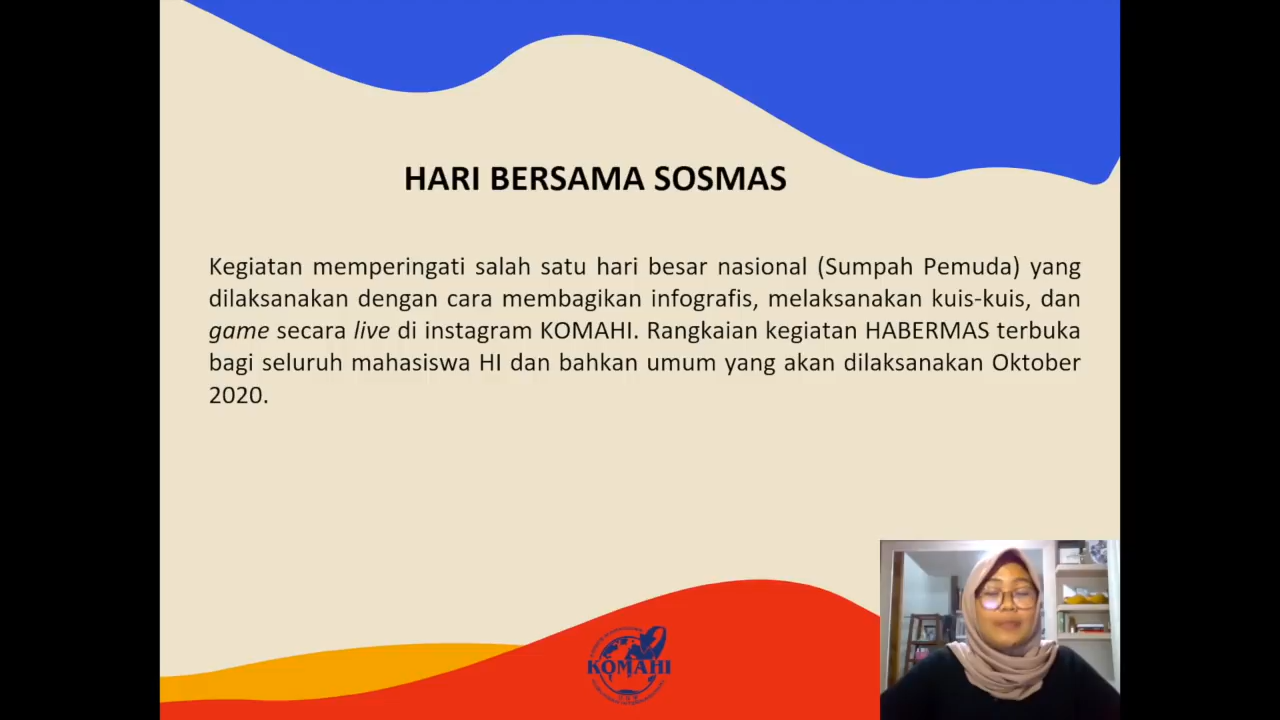 HARI BERSAMA SOSMAS
Kegiatan memperingati salah satu hari besar nasional (Sumpah Pemuda) yang
dilaksanakan dengan cara membagikan infografis, melaksanakan kuis-kuis, dan
game secara live di instagram KOMAHI. Rangkaian kegiatan HABERMAS terbuka
bagi seluruh mahasiswa HI dan bahkan umum yang akan dilaksanakan Oktober
2020.
KOMAHI